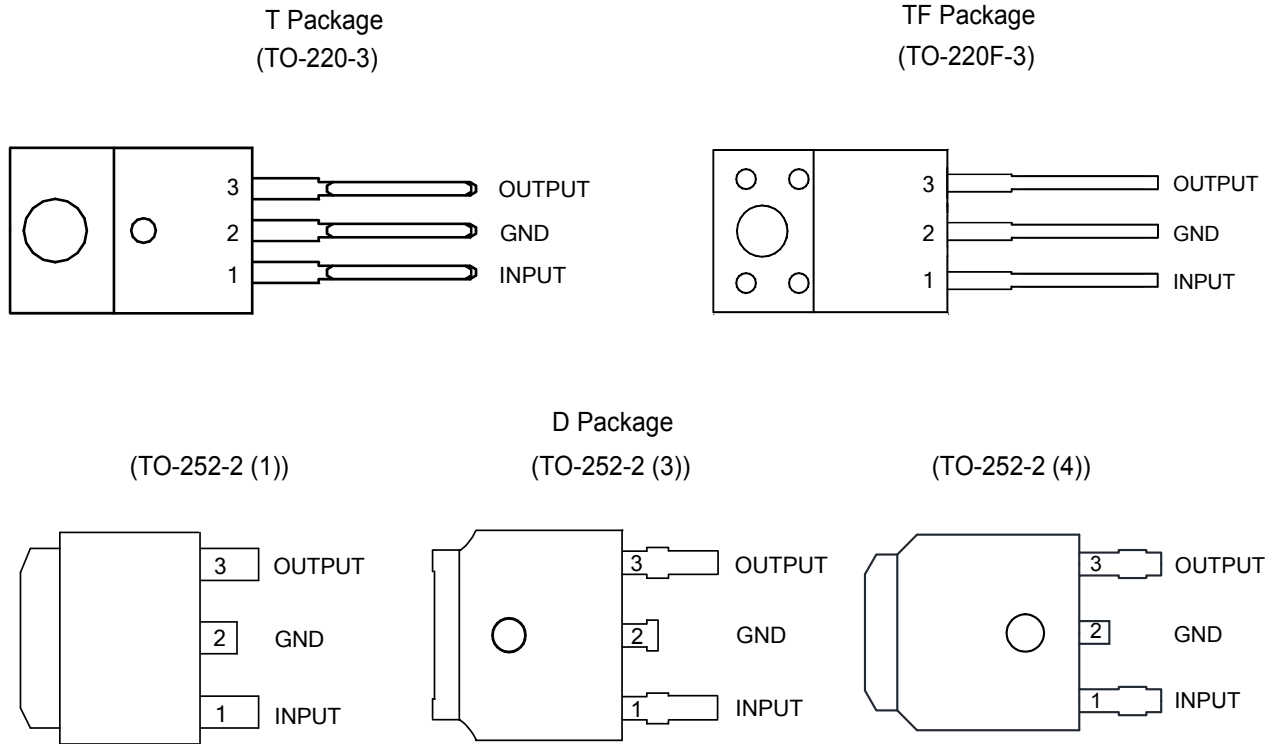 T Package
(TO-220-3)
3
OUTPUT
2
GND
1
INPUT
TF Package
(TO-220F-3)
3
OUTPUT
2
GND
1
INPUT
D Package
(TO-252-2 (1))
(TO-252-2 (3))
(TO-252-2 (4))
3
OUTPUT
2
GND
1
INPUT
3
OUTPUT
2
GND
1
INPUT
3
OUTPUT
2
GND
1
INPUT